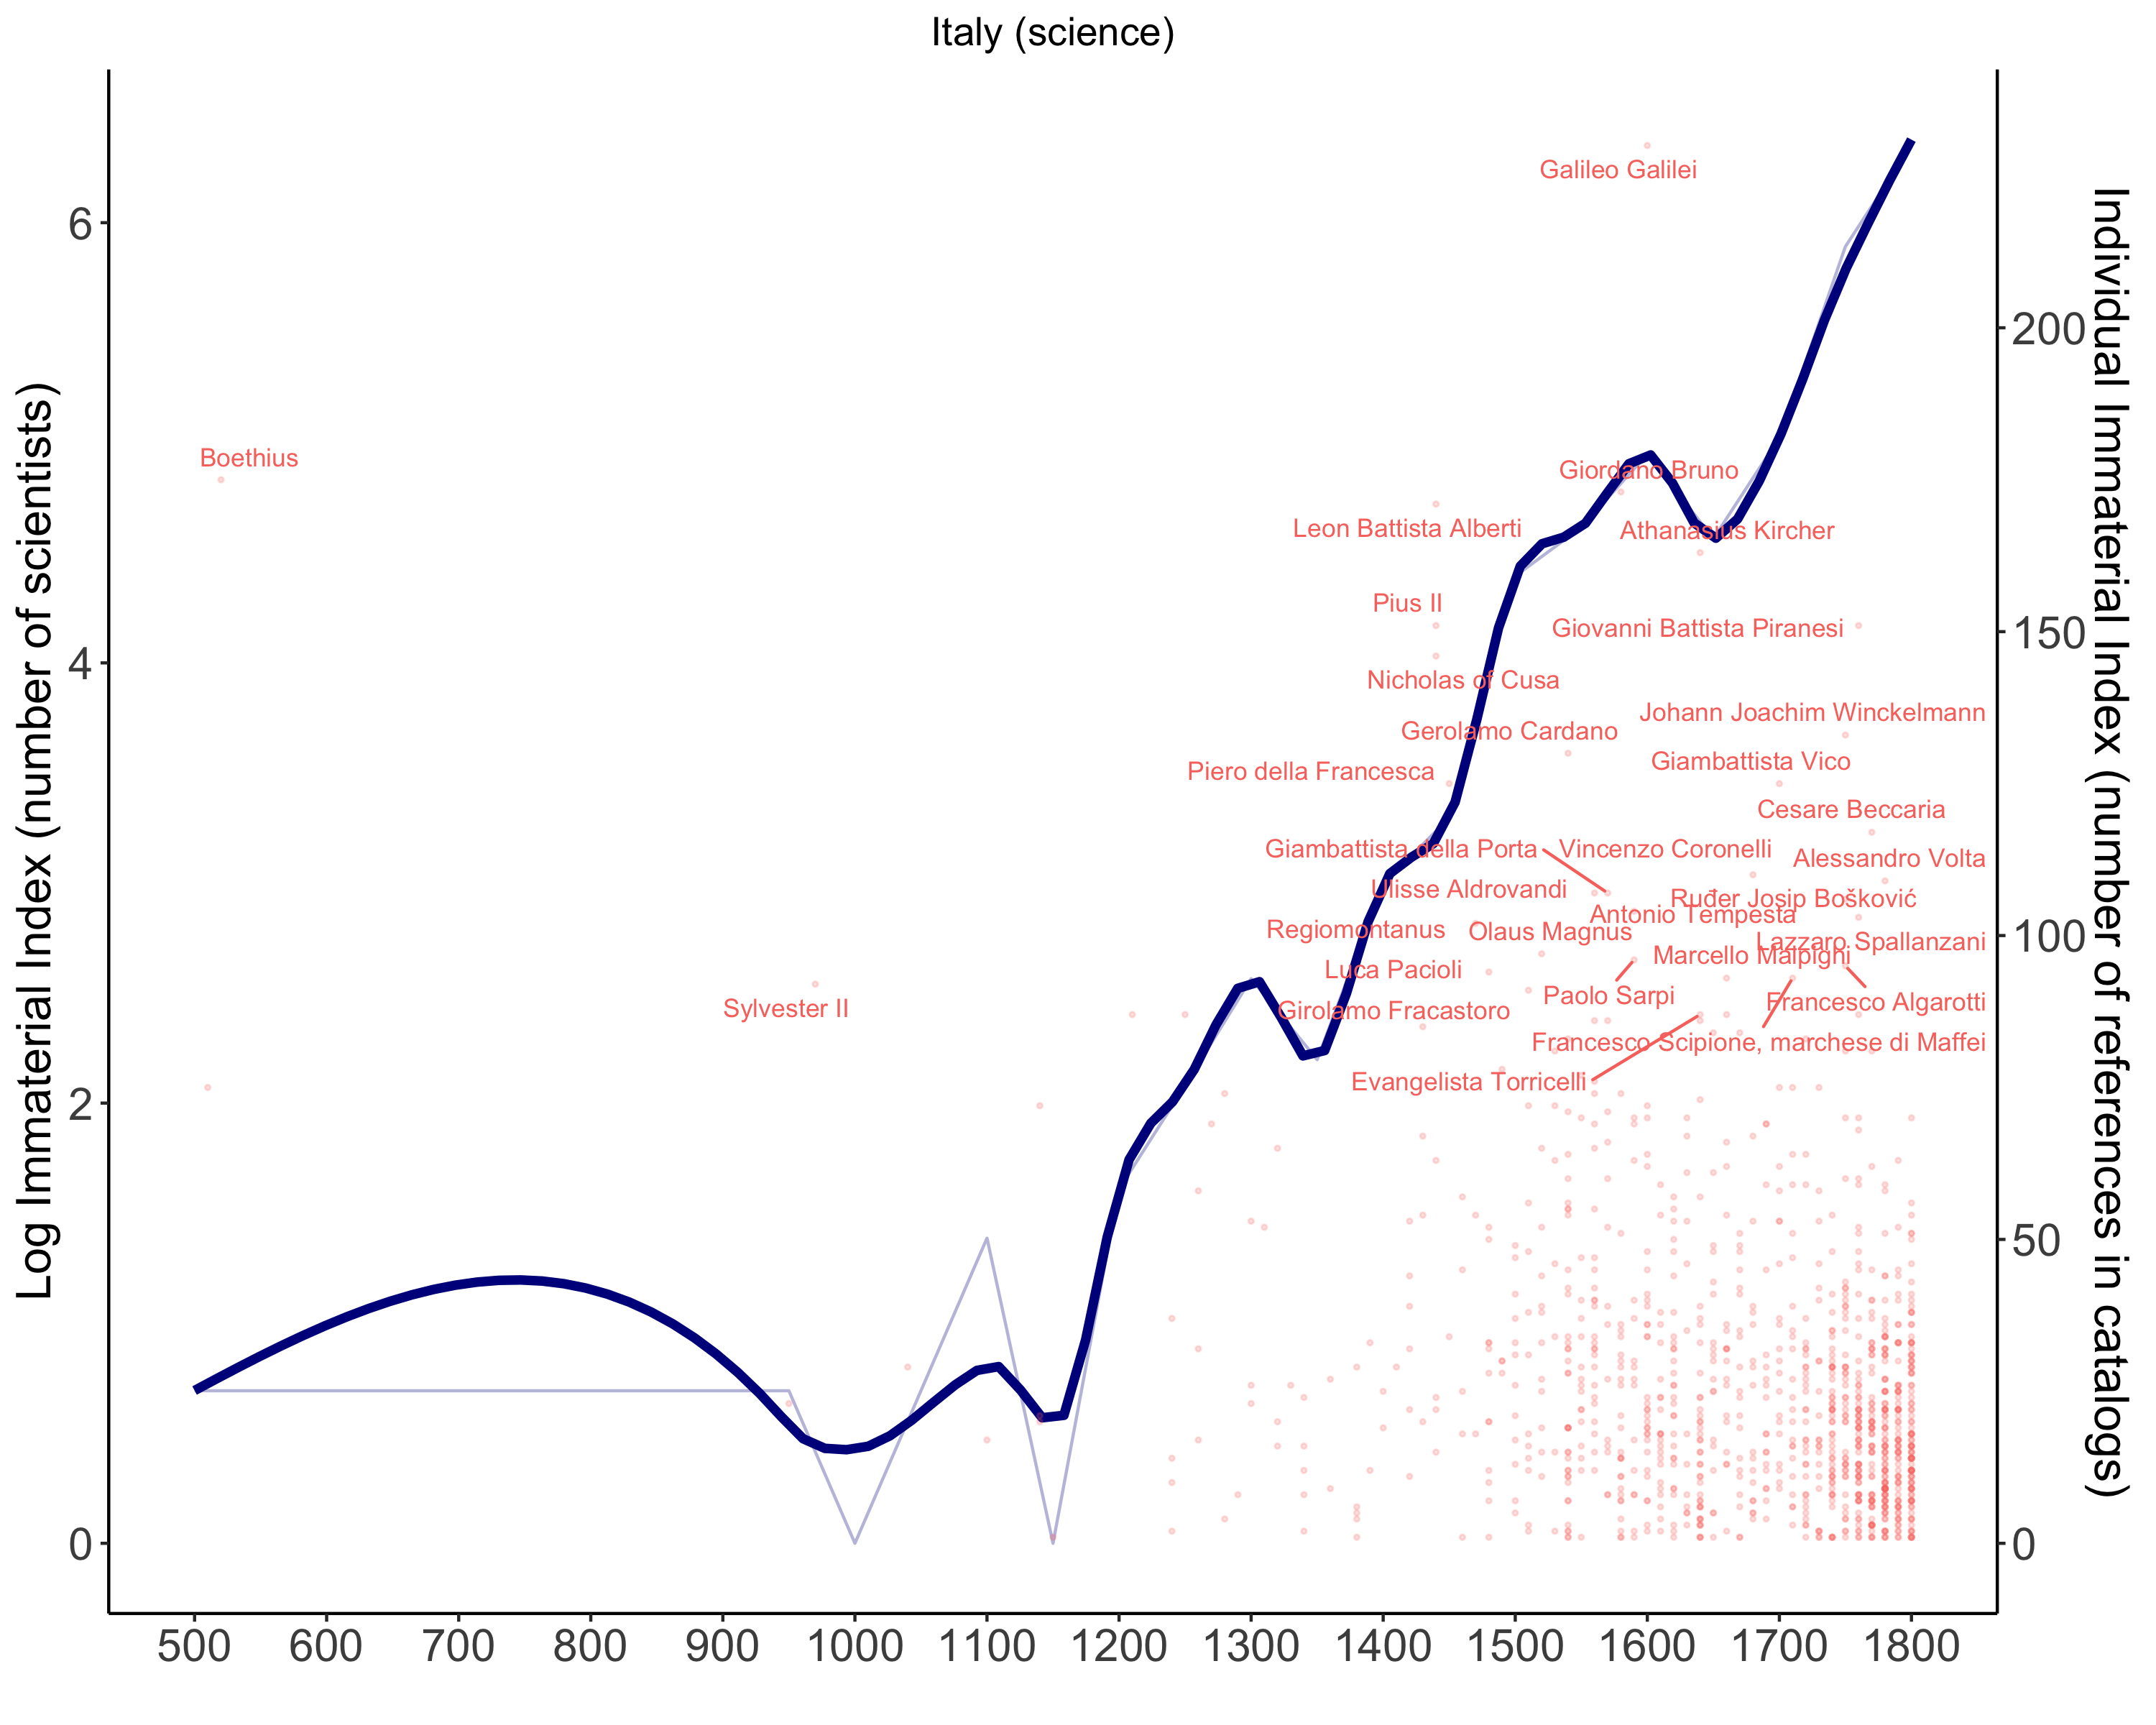 Italy (science)
Log Immaterial Index (number of scientists)
6
4
2
0
Individual Immaterial Index (number of references in catalogs)
200
150
100
50
0
Galileo Galilei
Boethius
Giordano Bruno
Leon Battista Alberti
Athanasius Kircher
Pius II
Giovanni Battista Piranesi
Nicholas of Cusa
Johann Joachim Winckelmann
Gerolamo Cardano
Giambattista Vico
Piero della Francesca
Cesare Beccaria
Giambattista della Porta
Vincenzo Coronelli
Alessandro Volta
Ulisse Aldrovandi
Ruđer Josip Bošković
Antonio Tempesta
Regiomontanus
Olaus Magnus
Lazzaro Spallanzani
Marcello Malpighi
Luca Pacioli
Paolo Sarpi
Francesco Algarotti
Sylvester II
Girolamo Fracastoro
Francesco Scipione, marchese di Maffei
Evangelista Torricelli
500 600 700 800 900 1000 1100 1200 1300 1400 1500 1600 1700 1800